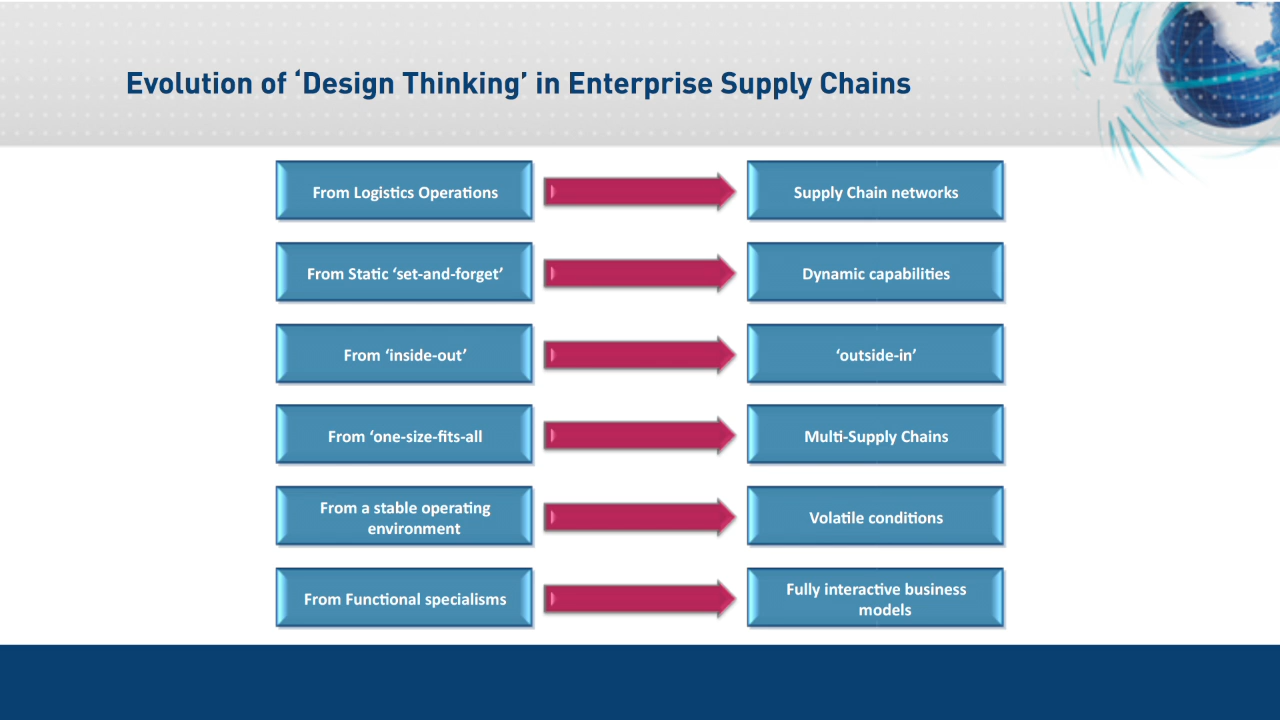 Evolution of ‘Design Thinking’ in Enterprise Supply Chains
From Logistics Operations
Supply Chain networks
From Static ‘set-and-forget’
Dynamic capabilities
From ‘inside-out’
‘outside-in’
From ‘one-size-fits-all
Multi-Supply Chains
From a stable operating
environment
Volatile conditions
From Functional specialisms
Fully interactive business
models